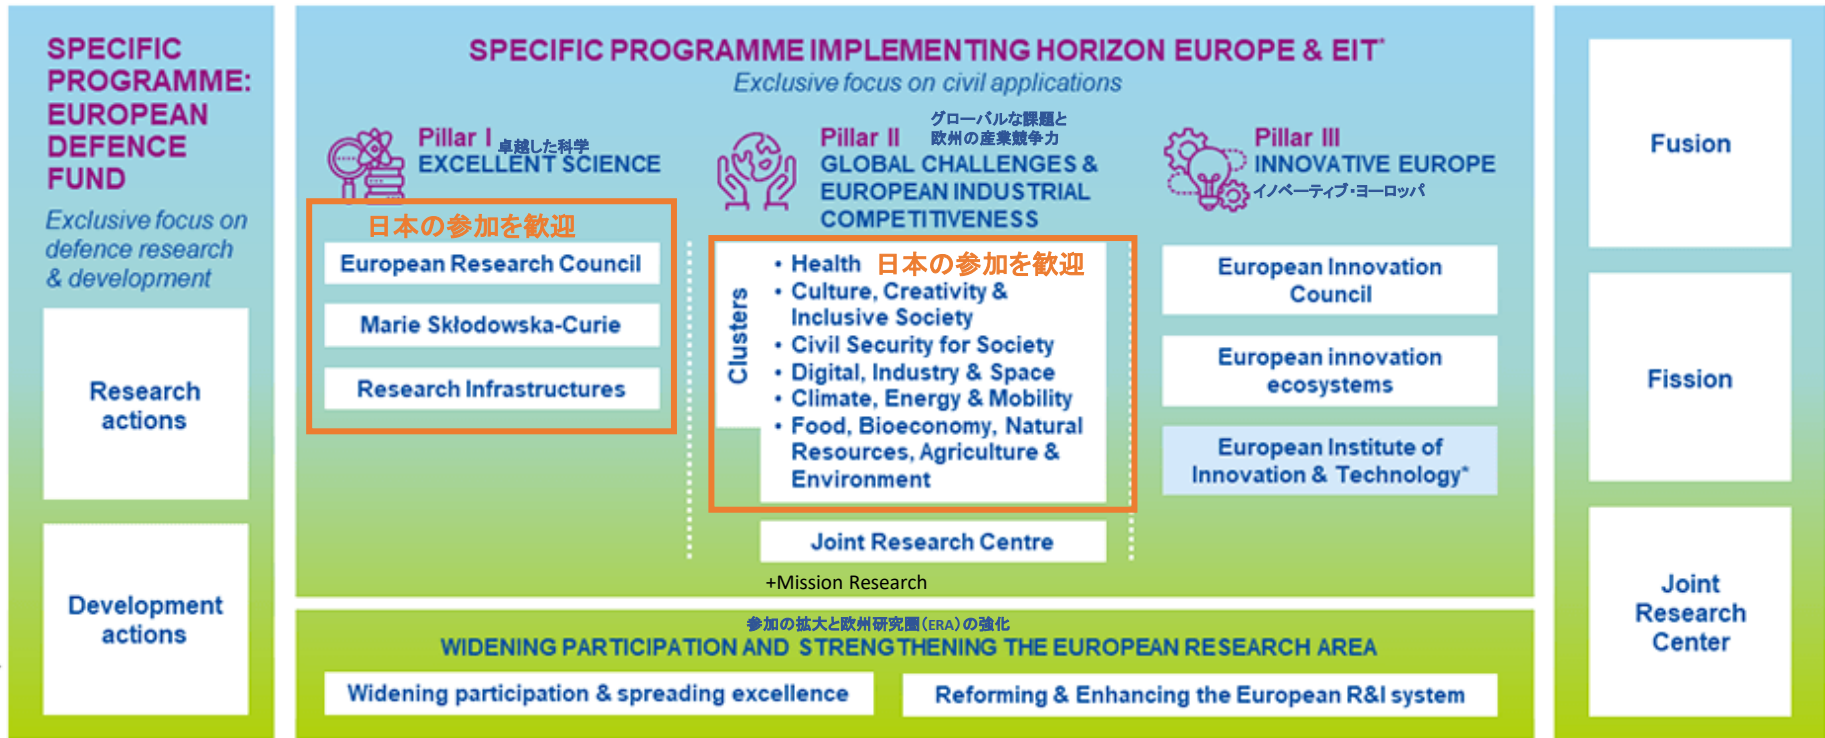 SPECIFIC
PROGRAMME:
EUROPEAN
DEFENCE
FUND
Exclusive focus on
defence research
& development
Research
actions
Development
actions
SPECIFIC PROGRAMME IMPLEMENTING HORIZON EUROPE & EIT*
Exclusive focus on civil applications
Pillar I
卓越した科学
EXCELLENT SCIENCE
日本の参加を歓迎
European Research Council
Marie Skłodowska-Curie
Research Infrastructures
グローバルな課題と
欧州の産業競争力
Pillar II
GLOBAL CHALLENGES &
EUROPEAN INDUSTRIAL
COMPETITIVENESS
日本の参加を歓迎
Clusters
• Health
• Culture, Creativity &
Inclusive Society
• Civil Security for Society
• Digital, Industry & Space
• Climate, Energy & Mobility
• Food, Bioeconomy, Natural
Resources, Agriculture &
Environment
Joint Research Centre
+Mission Research
Pillar III
INNOVATIVE EUROPE
イノベーティブ・ヨーロッパ
European Innovation
Council
European innovation
ecosystems
European Institute of
Innovation & Technology*
参加の拡大と欧州研究圏(ERA)の強化
WIDENING PARTICIPATION AND STRENGTHENING THE EUROPEAN RESEARCH AREA
Widening participation & spreading excellence
Reforming & Enhancing the European R&I system
Fusion
Fission
Joint
Research
Center